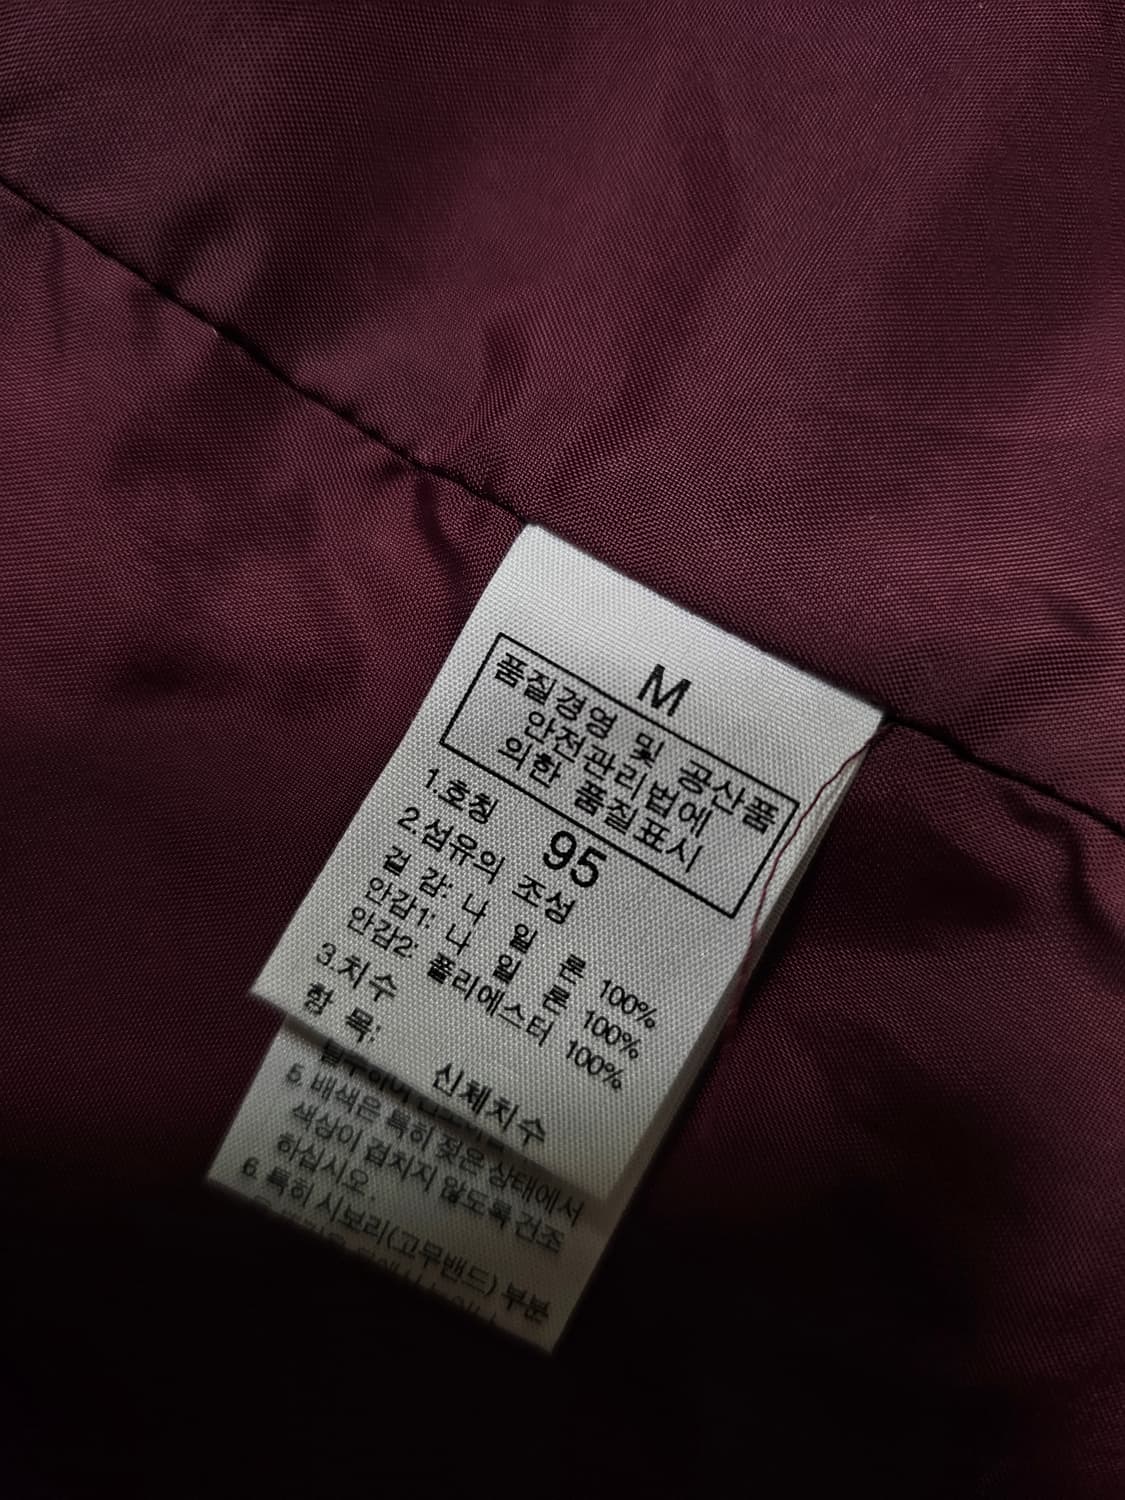 M
품질경영 및 공산품
안전관리법에
의한 품질표시
1.호칭 95
2.섬유의 조성
겉 감: 나 일 론 100%
안감1: 나 일 론 100%
안감2: 폴리에스터 100%
3.치수
항 목: 신체치수
5. 배색은 특히 젖은 상태에서
색상이 겹치지 않도록 건조
하십시오.
6. 특히 시보리(고무밴드) 부분